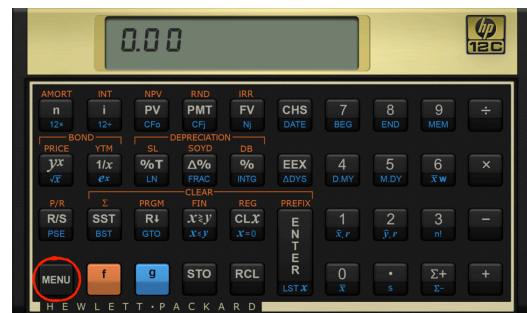 0.00
hp
12C
AMORT INT NPV RND IRR
n i PV PMT FV CHS 7 8 9 ÷
12× 12÷ CFo CFj Nj DATE BEG END MEM
BOND DEPRECIATION
PRICE YTM SL SOYD DB
yx 1/x %T Δ% % EEX 4 5 6 ×
√x ex LN FRAC INTG ΔDYS D.MY M.DY x̄ w
CLEAR
P/R Σ PRGM FIN REG PREFIX
R/S SST R↓ x≷y CLX ENTER 1 2 3 −
PSE BST GTO x≤y x=0 x̂,r ŷ,r n!
MENU f g STO RCL 0 • Σ+ +
LST X x̄ s Σ−
HEWLETT·PACKARD